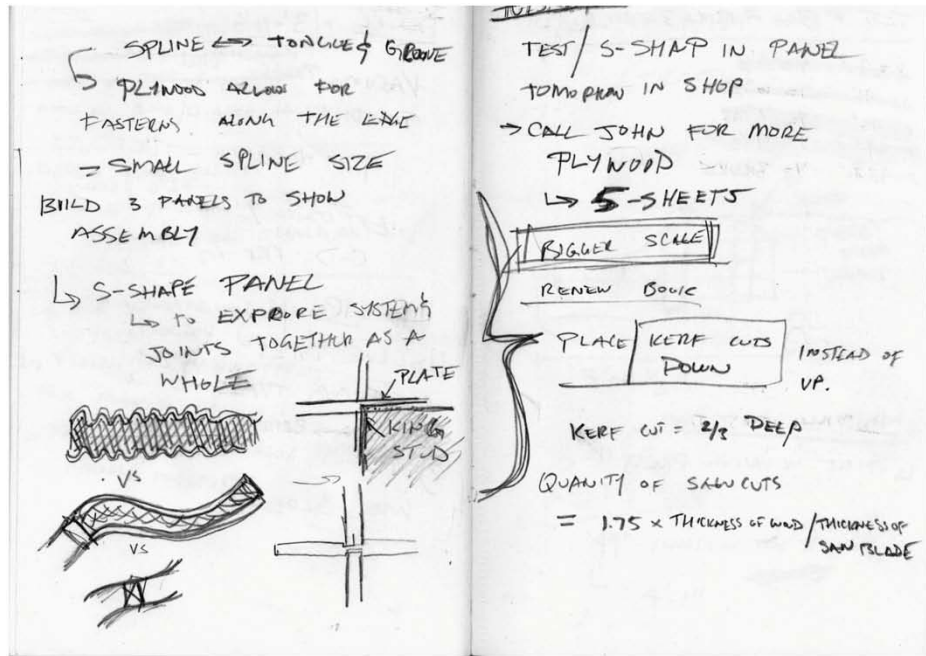 SPLINE ↔ TONGUE & GROOVE
↳ PLYWOOD ALLOW FOR
FASTERNS ALONG THE EDGE
- SMALL SPLINE SIZE
BUILD 3 PANELS TO SHOW
ASSEMBLY
↳ S-SHAPE PANEL
↳ TO EXPRORE SYSTEM &
JOINTS TOGETHER AS A
WHOLE
PLATE
KING
STUD
VS
VS
TEST / S-SHAP IN PANEL
TOMORROW IN SHOP
→ CALL JOHN FOR MORE
PLYWOOD
↳ 5-SHEETS
BIGGER SCALE
RENEW BOOK
PLACE KERF CUTS
DOWN
INSTEAD OF
UP.
KERF CUT = 2/3 DEEP
QUANITY OF SAW CUTS
= 1.75 x THICKNESS OF WOOD / THICKNESS OF
SAW BLADE